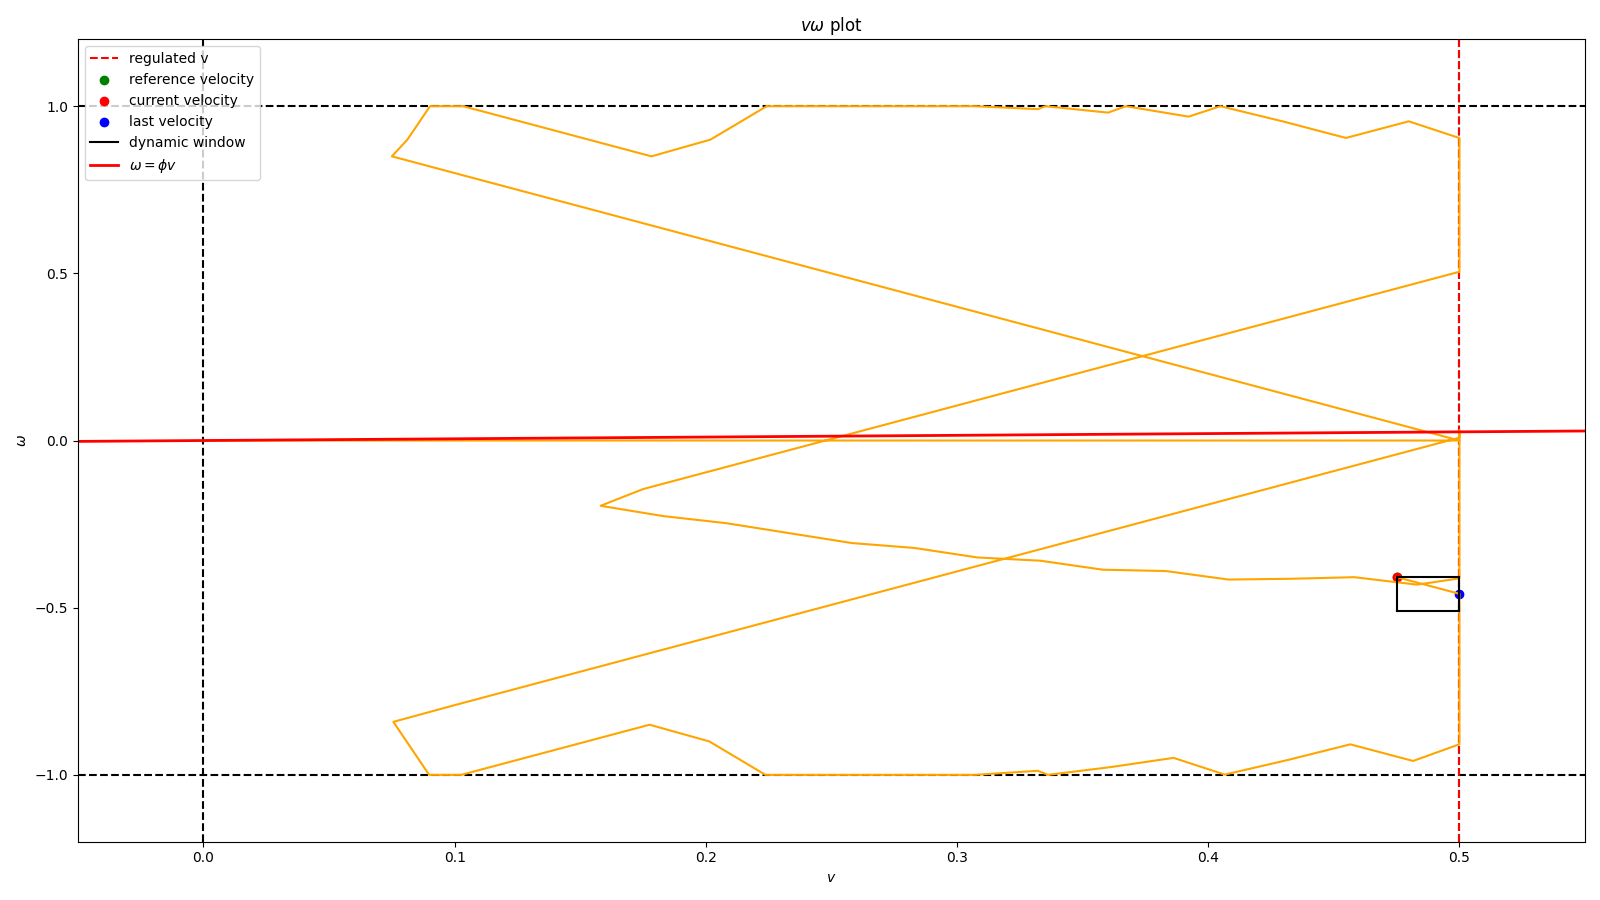 vω plot
regulated v
reference velocity
current velocity
last velocity
dynamic window
ω = ϕv
1.0
0.5
0.0
−0.5
−1.0
ω
0.0 0.1 0.2 0.3 0.4 0.5
v